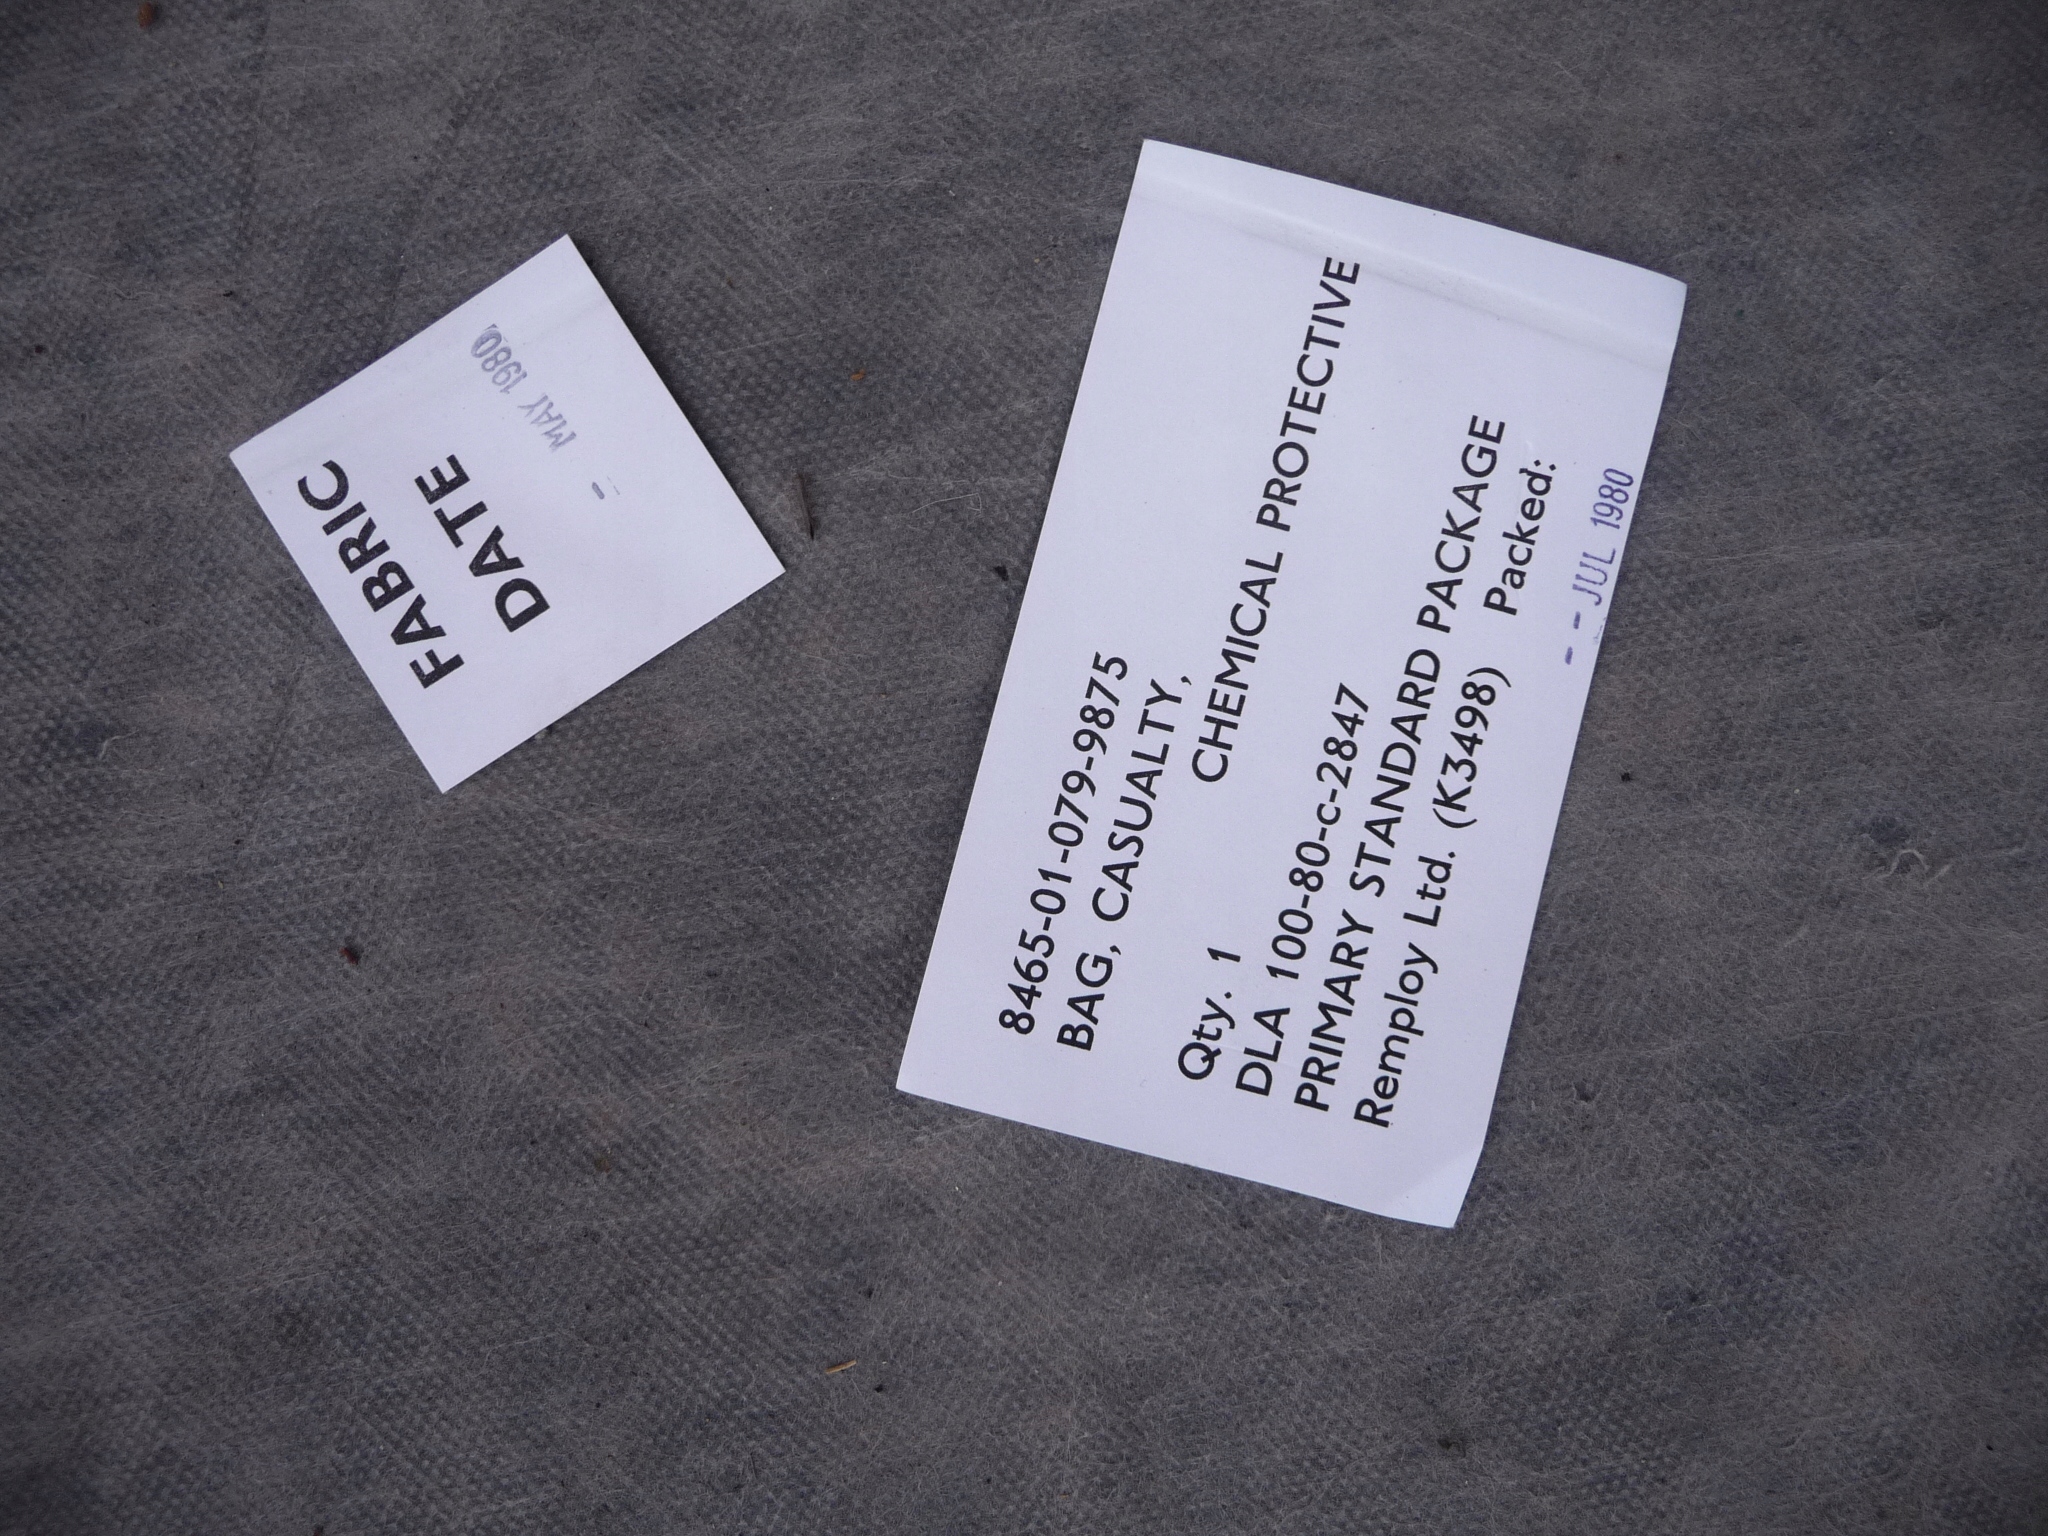 FABRIC
DATE
- MAY 1980
8465-01-079-9875
BAG, CASUALTY,
CHEMICAL PROTECTIVE
Qty. 1
DLA 100-80-c-2847
PRIMARY STANDARD PACKAGE
Remploy Ltd. (K3498) Packed:
- - JUL 1980